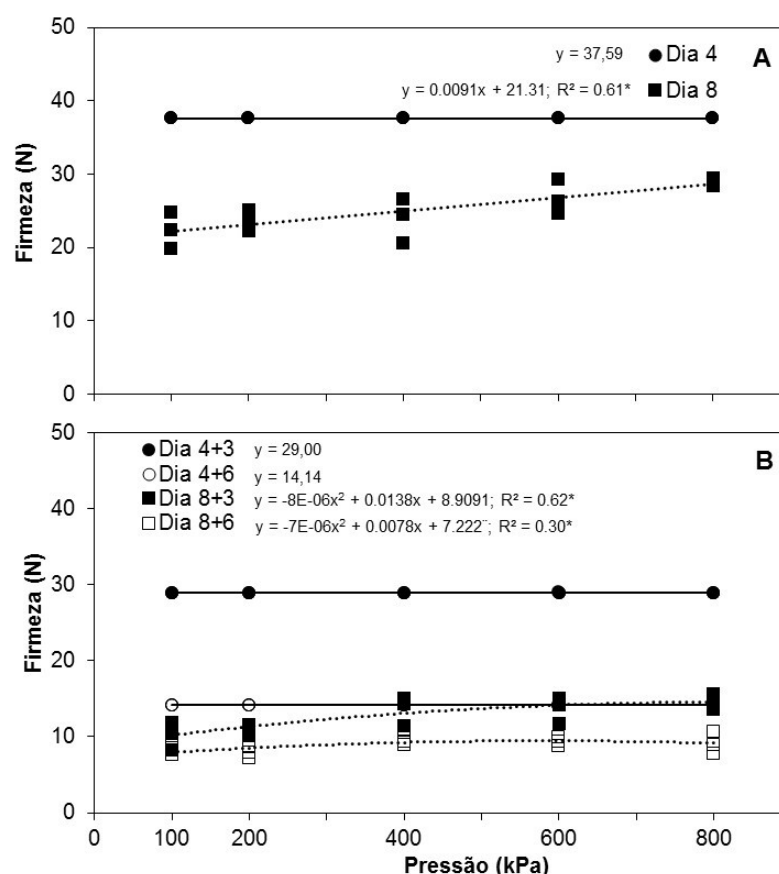 50
y = 37,59 Dia 4 A
y = 0.0091x + 21.31; R² = 0.61* Dia 8
40
30
20
10
0
Firmeza (N)
50
Dia 4+3 y = 29,00 B
Dia 4+6 y = 14,14
Dia 8+3 y = -8E-06x² + 0.0138x + 8.9091; R² = 0.62*
Dia 8+6 y = -7E-06x² + 0.0078x + 7.222¨; R² = 0.30*
40
30
20
10
0
Firmeza (N)
0 100 200 400 600 800
Pressão (kPa)